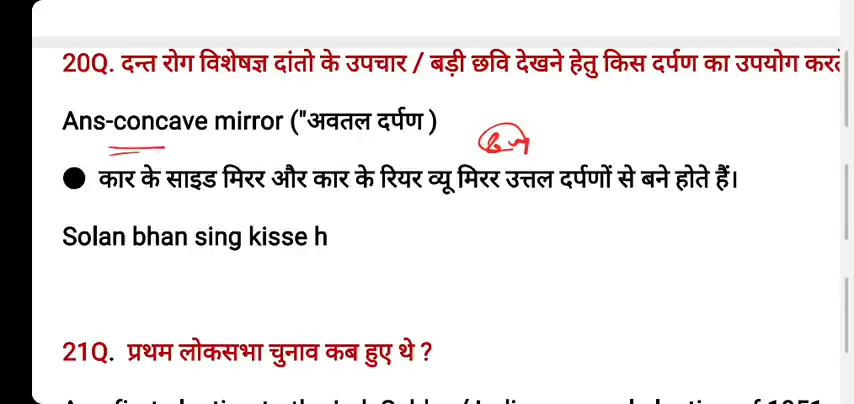 20Q. दन्त रोग विशेषज्ञ दांतो के उपचार / बड़ी छवि देखने हेतु किस दर्पण का उपयोग करते
Ans-concave mirror ("अवतल दर्पण )
● कार के साइड मिरर और कार के रियर व्यू मिरर उत्तल दर्पणों से बने होते हैं।
Solan bhan sing kisse h
21Q. प्रथम लोकसभा चुनाव कब हुए थे ?